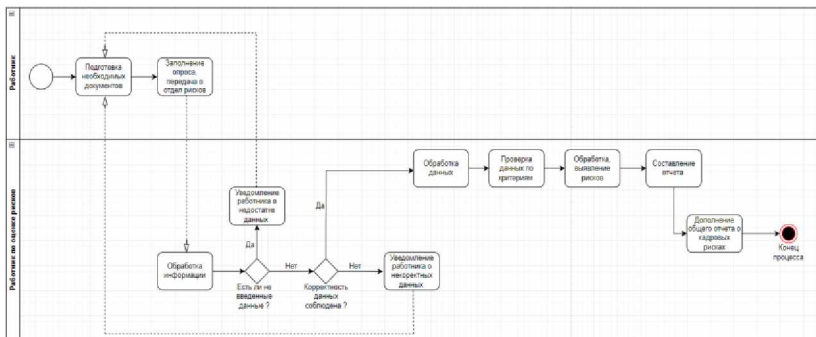 Работник
Подготовка
необходимых
документов
Заполнение
опроса,
передача в
отдел рисков
Работник по оценке рисков
Обработка
информации
Уведомление
работника о
недостатке
данных
Да
Есть ли не
введенные
данные ?
Нет
Да
Корректность
данных
соблюдена ?
Нет
Уведомление
работника о
некоректных
данных
Обработка
данных
Проверка
данных по
критериям
Обработка,
выявление
рисков
Составление
отчета
Дополнение
общего отчета о
кадровых
рисках
Конец
процесса